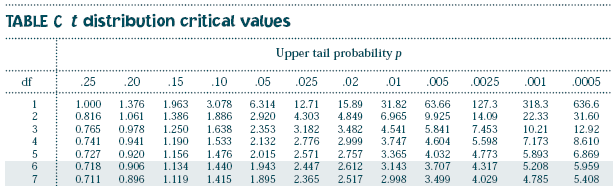 TABLE C t distribution critical values
Upper tail probability p
df .25 .20 .15 .10 .05 .025 .02 .01 .005 .0025 .001 .0005
1 1.000 1.376 1.963 3.078 6.314 12.71 15.89 31.82 63.66 127.3 318.3 636.6
2 0.816 1.061 1.386 1.886 2.920 4.303 4.849 6.965 9.925 14.09 22.33 31.60
3 0.765 0.978 1.250 1.638 2.353 3.182 3.482 4.541 5.841 7.453 10.21 12.92
4 0.741 0.941 1.190 1.533 2.132 2.776 2.999 3.747 4.604 5.598 7.173 8.610
5 0.727 0.920 1.156 1.476 2.015 2.571 2.757 3.365 4.032 4.773 5.893 6.869
6 0.718 0.906 1.134 1.440 1.943 2.447 2.612 3.143 3.707 4.317 5.208 5.959
7 0.711 0.896 1.119 1.415 1.895 2.365 2.517 2.998 3.499 4.029 4.785 5.408